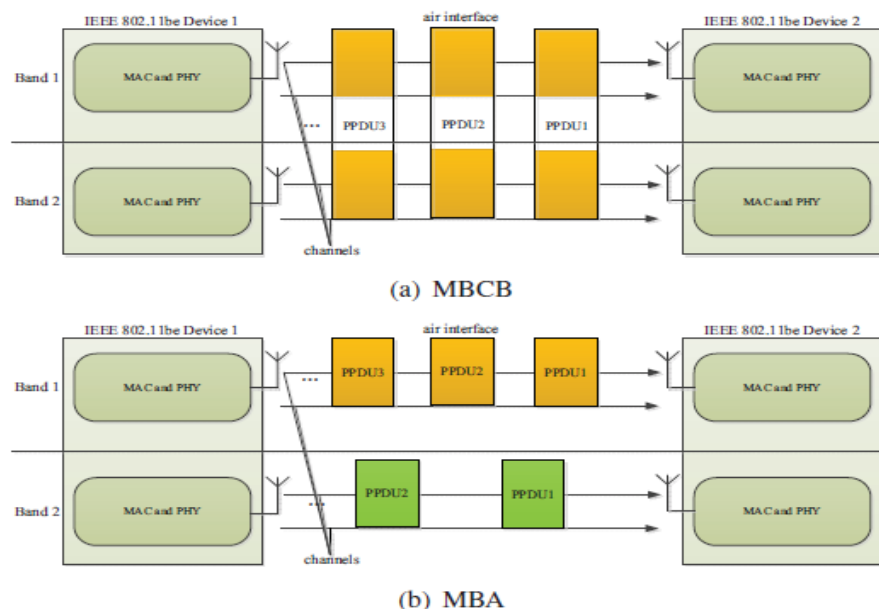 IEEE 802.11be Device 1
air interface
IEEE 802.11be Device 2
Band 1
MAC and PHY
MAC and PHY
...
PPDU3
PPDU2
PPDU1
Band 2
MAC and PHY
MAC and PHY
channels
(a) MBCB
IEEE 802.11be Device 1
air interface
IEEE 802.11be Device 2
Band 1
MAC and PHY
...
PPDU3
PPDU2
PPDU1
MAC and PHY
Band 2
MAC and PHY
...
PPDU2
PPDU1
MAC and PHY
channels
(b) MBA